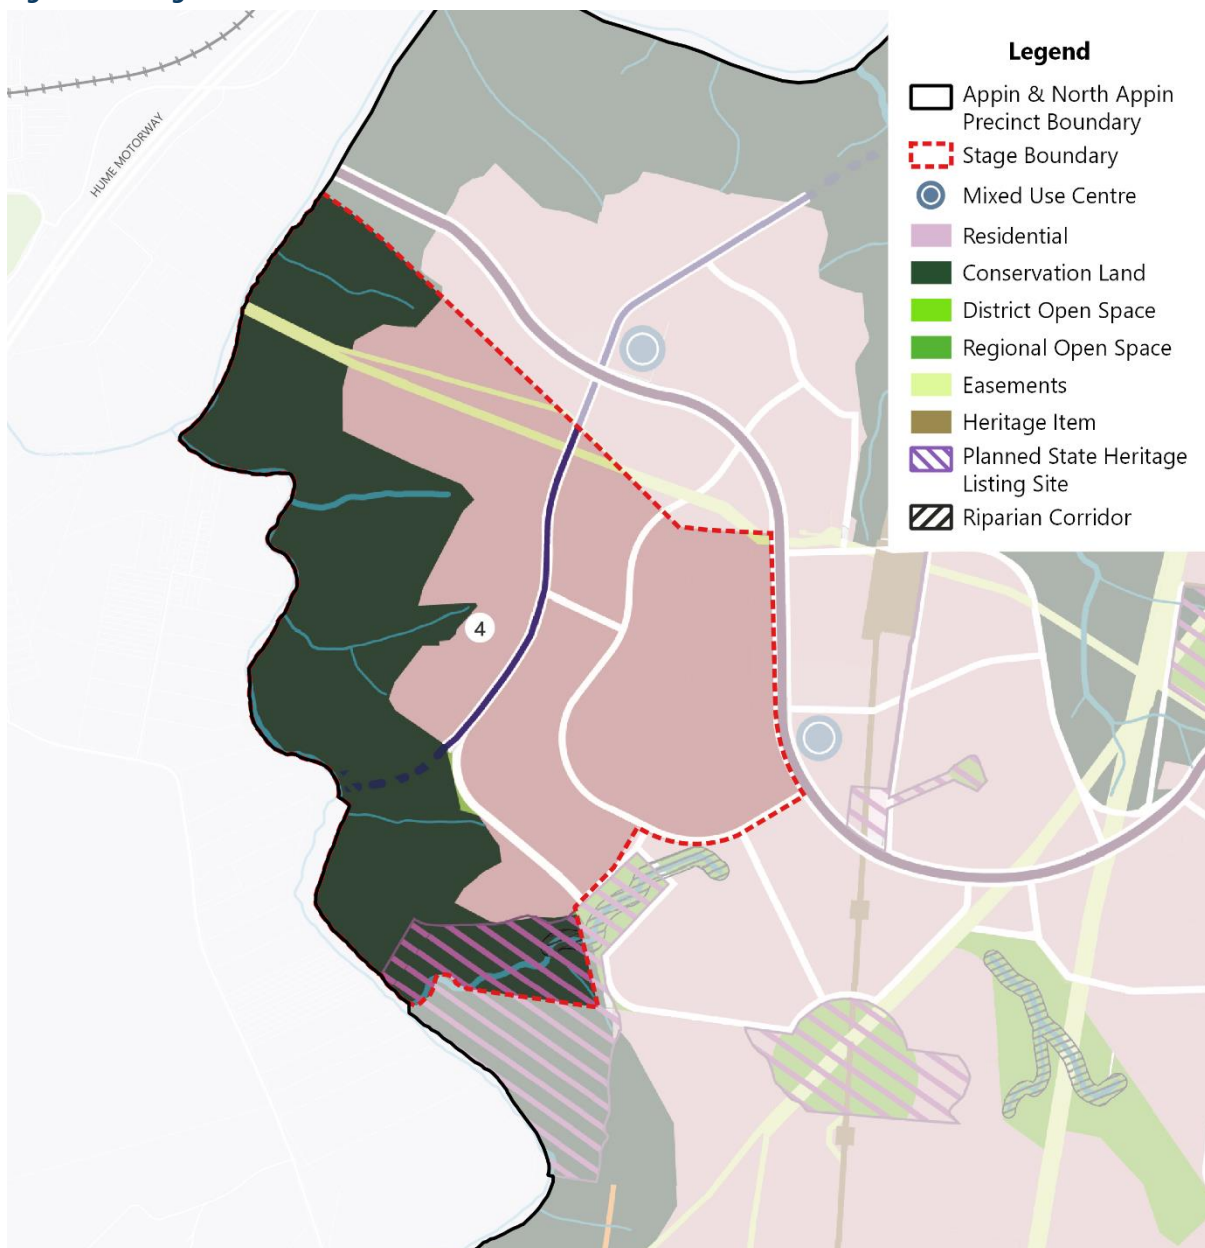 HUME MOTORWAY
Legend
Appin & North Appin
Precinct Boundary
Stage Boundary
Mixed Use Centre
Residential
Conservation Land
District Open Space
Regional Open Space
Easements
Heritage Item
Planned State Heritage
Listing Site
Riparian Corridor
4